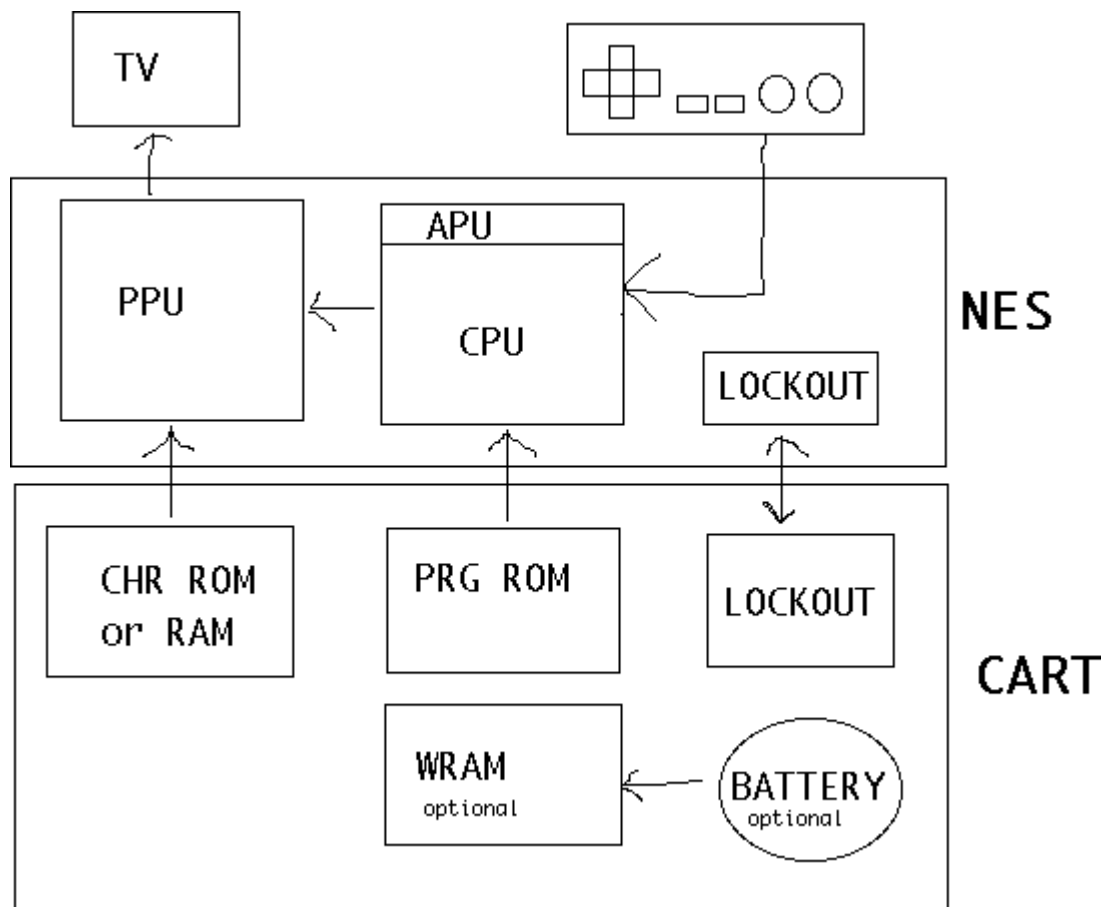 TV
APU
PPU
CPU
NES
LOCKOUT
CHR ROM
or RAM
PRG ROM
LOCKOUT
CART
WRAM
optional
BATTERY
optional